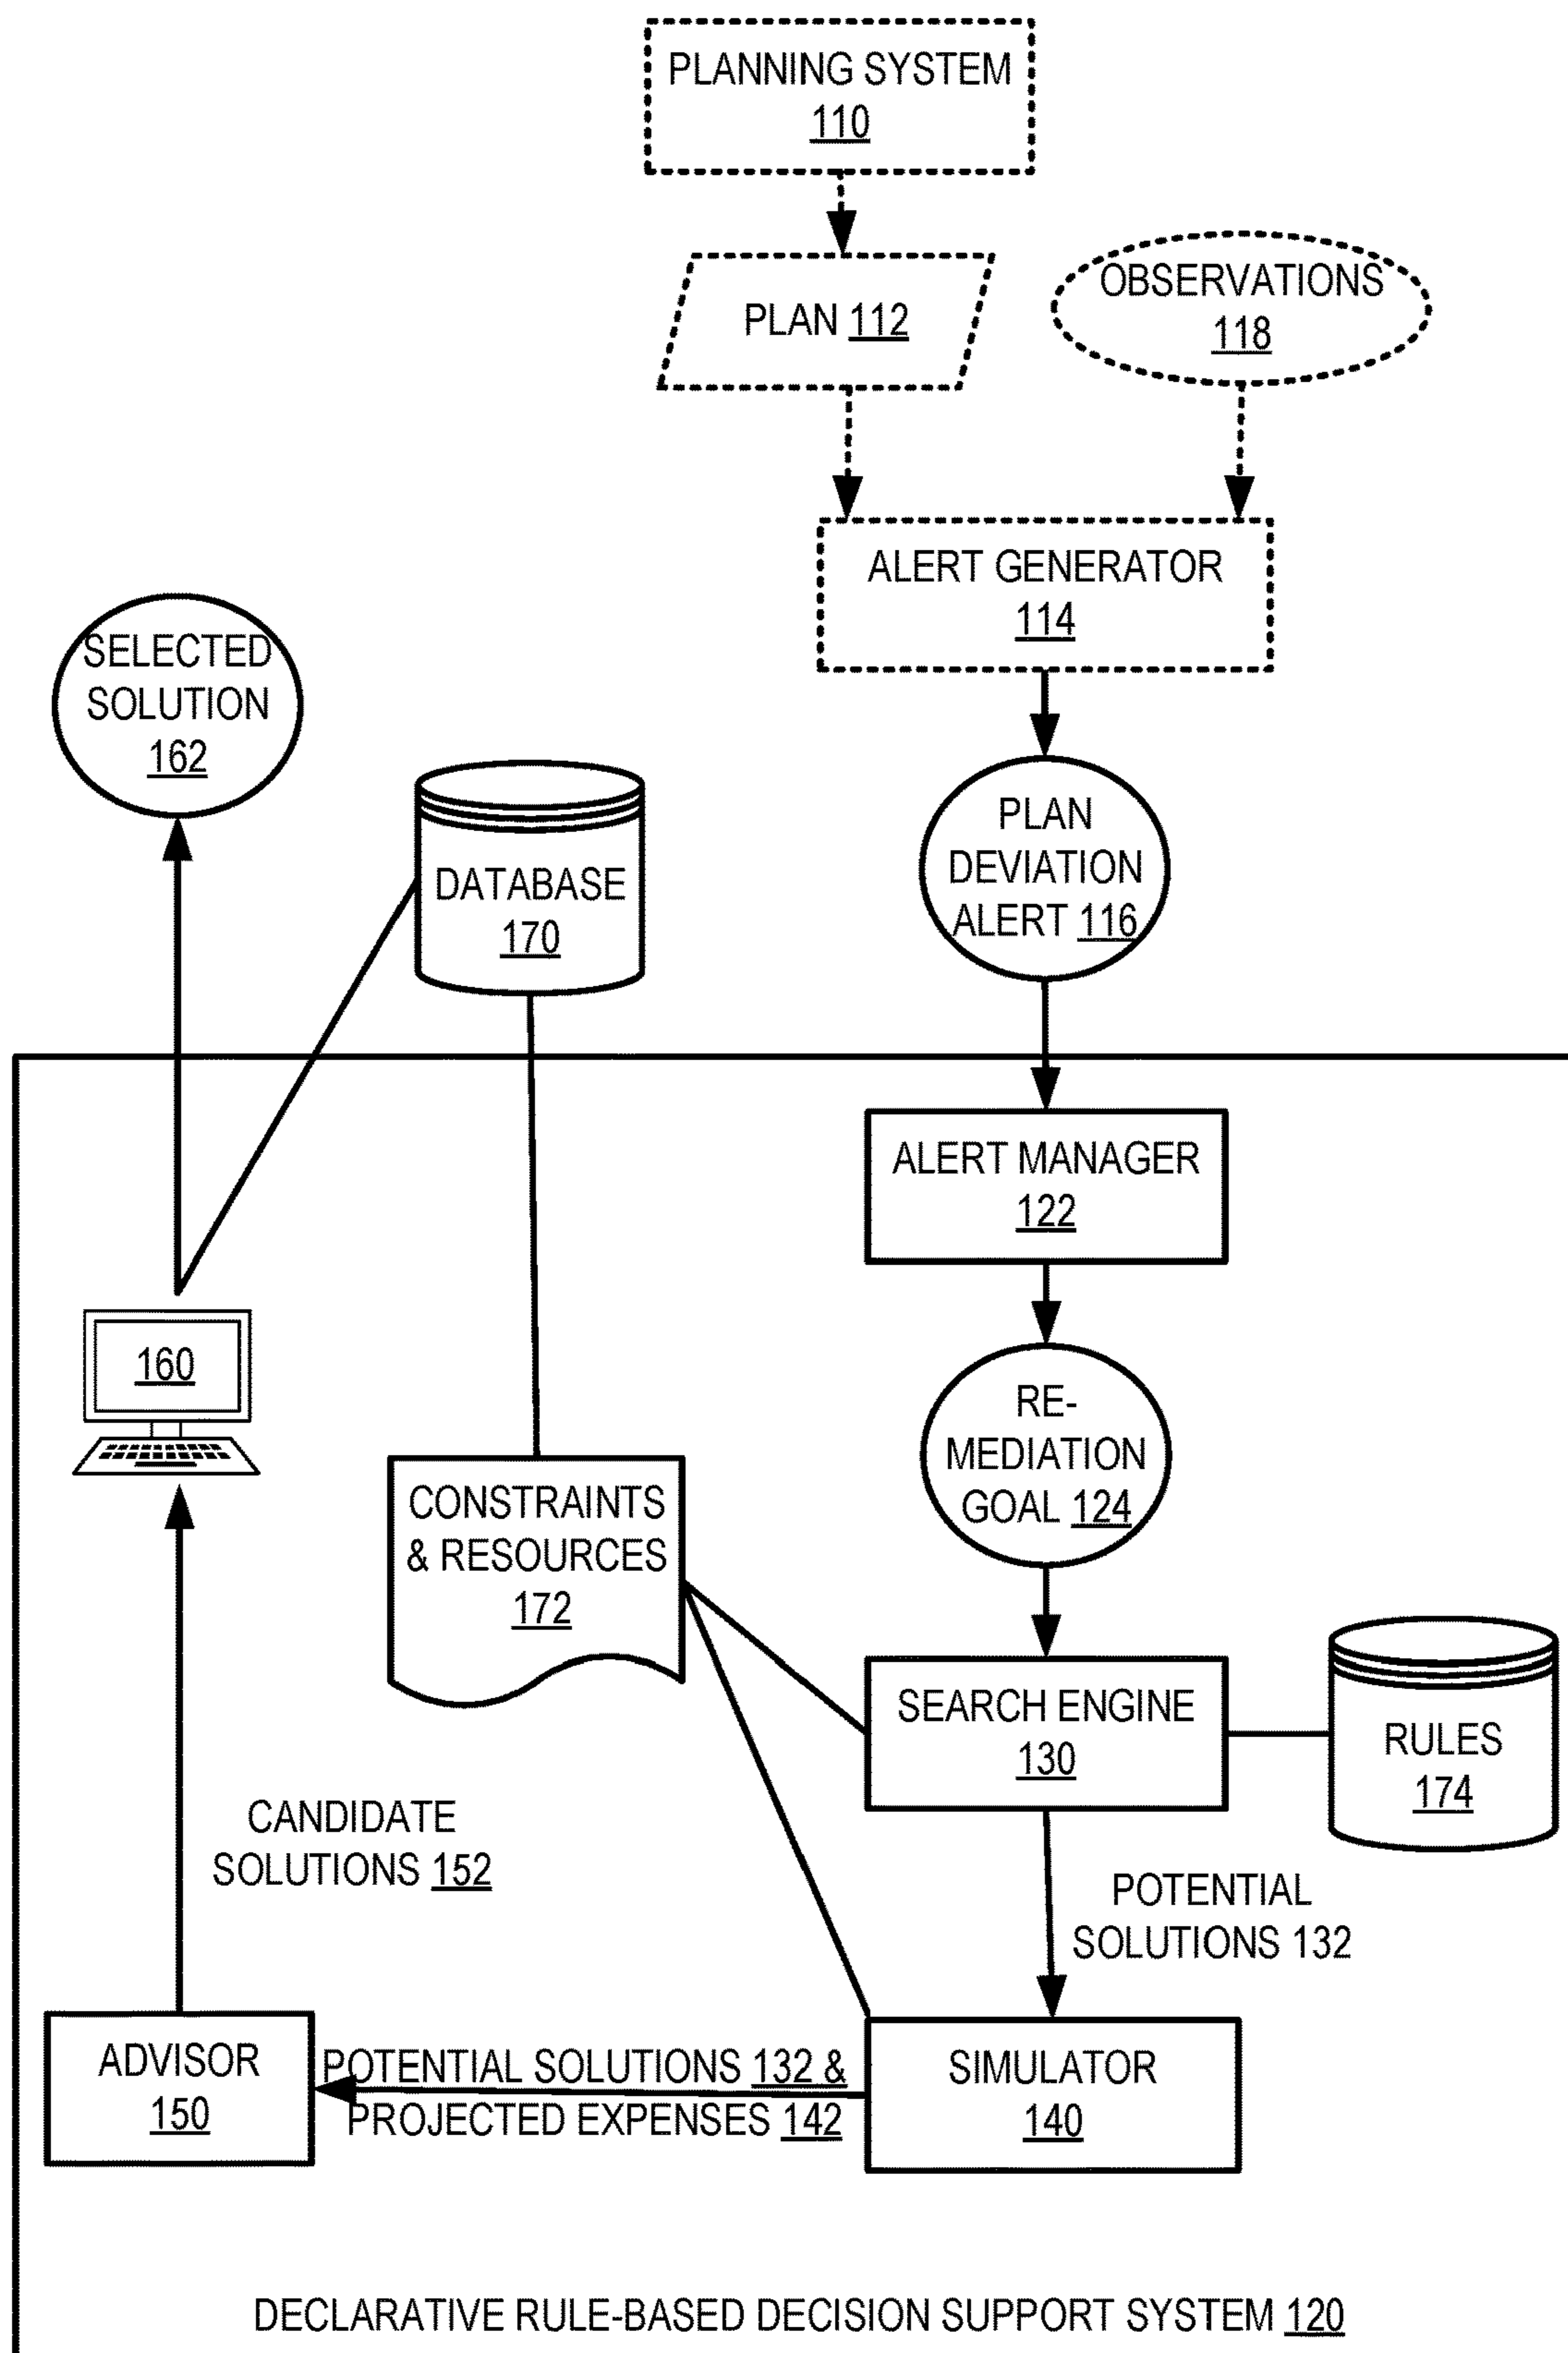 PLANNING SYSTEM
110
PLAN 112
OBSERVATIONS
118
ALERT GENERATOR
114
SELECTED
SOLUTION
162
DATABASE
170
PLAN
DEVIATION
ALERT 116
ALERT MANAGER
122
160
RE-
MEDIATION
GOAL 124
CONSTRAINTS
& RESOURCES
172
SEARCH ENGINE
130
RULES
174
CANDIDATE
SOLUTIONS 152
POTENTIAL
SOLUTIONS 132
ADVISOR
150
POTENTIAL SOLUTIONS 132 &
PROJECTED EXPENSES 142
SIMULATOR
140
DECLARATIVE RULE-BASED DECISION SUPPORT SYSTEM 120